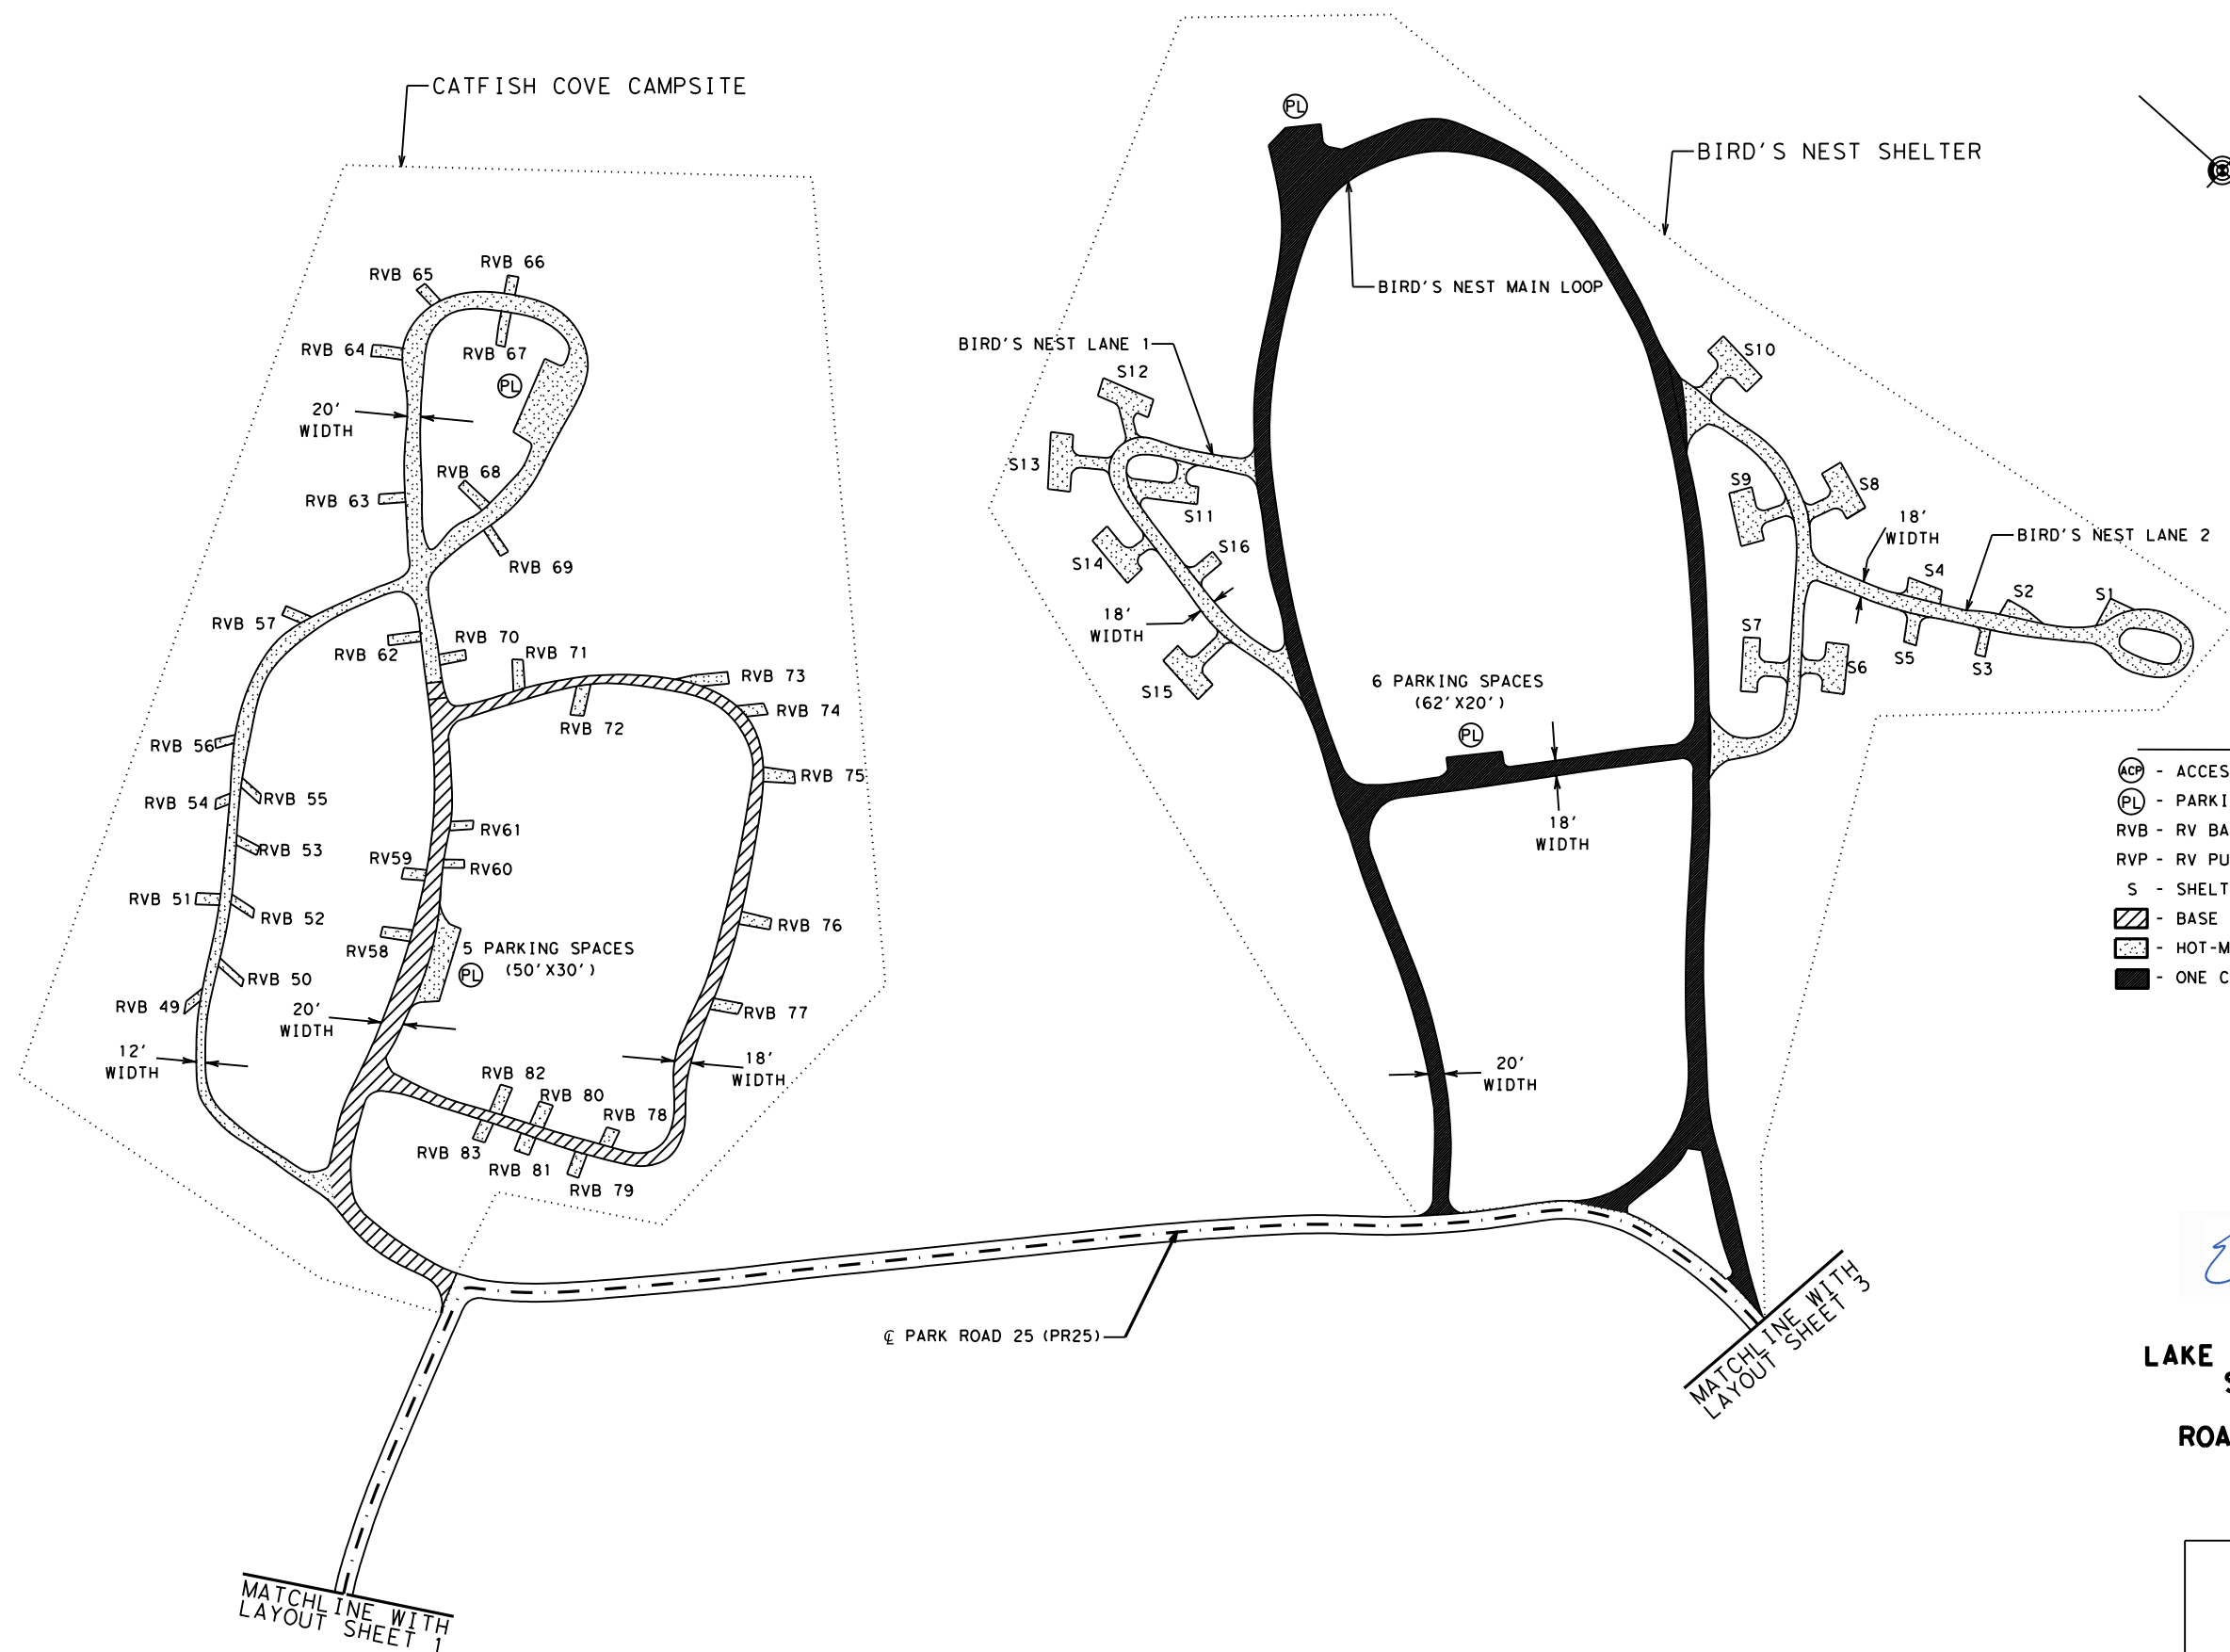 CATFISH COVE CAMPSITE
BIRD'S NEST SHELTER
PL
BIRD'S NEST MAIN LOOP
BIRD'S NEST LANE 1
BIRD'S NEST LANE 2
RVB 66
RVB 65
RVB 64
RVB 67
PL
20'
WIDTH
RVB 68
RVB 63
RVB 69
RVB 57
RVB 62
RVB 70
RVB 71
RVB 73
RVB 74
RVB 72
RVB 56
RVB 75
RVB 54
RVB 55
RV61
RVB 53
RV59
RV60
RVB 51
RVB 52
RVB 76
RV58
5 PARKING SPACES
(50'X30')
PL
RVB 50
RVB 49
20'
WIDTH
RVB 77
12'
WIDTH
18'
WIDTH
RVB 82
RVB 80
RVB 78
RVB 83
RVB 81
RVB 79
S12
S13
S11
S14
S16
18'
WIDTH
S15
S10
S9
S8
18'
WIDTH
S4
S2
S1
S7
S6
S5
S3
6 PARKING SPACES
(62'X20')
PL
18'
WIDTH
20'
WIDTH
℄ PARK ROAD 25 (PR25)
MATCHLINE WITH
LAYOUT SHEET 3
MATCHLINE WITH
LAYOUT SHEET 1
ACP - ACCES
PL - PARKI
RVB - RV BA
RVP - RV PU
S - SHELT
- BASE
- HOT-M
- ONE C
LAKE
S
ROA